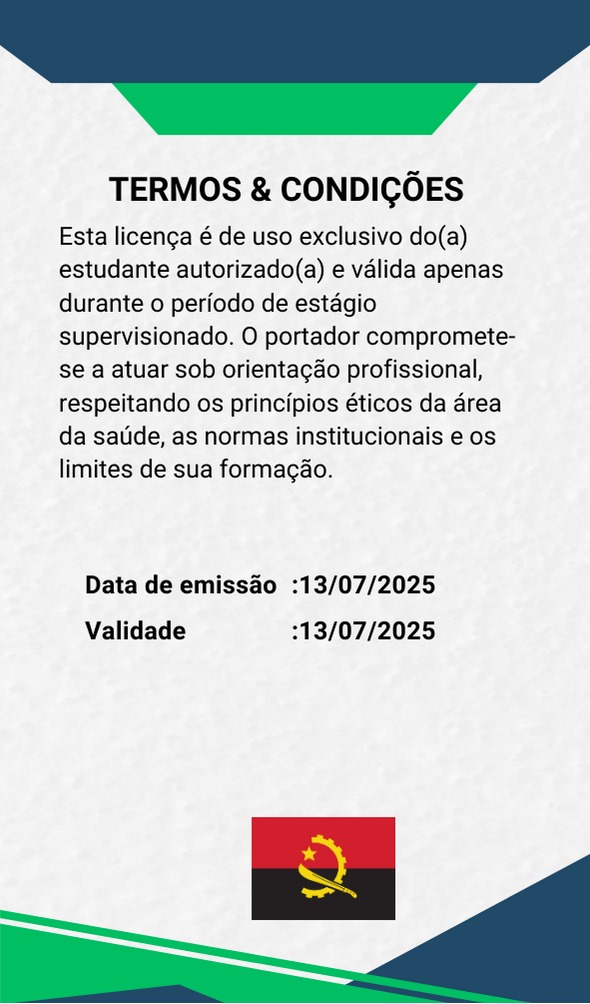 TERMOS & CONDIÇÕES
Esta licença é de uso exclusivo do(a)
estudante autorizado(a) e válida apenas
durante o período de estágio
supervisionado. O portador compromete-
se a atuar sob orientação profissional,
respeitando os princípios éticos da área
da saúde, as normas institucionais e os
limites de sua formação.
Data de emissão :13/07/2025
Validade :13/07/2025